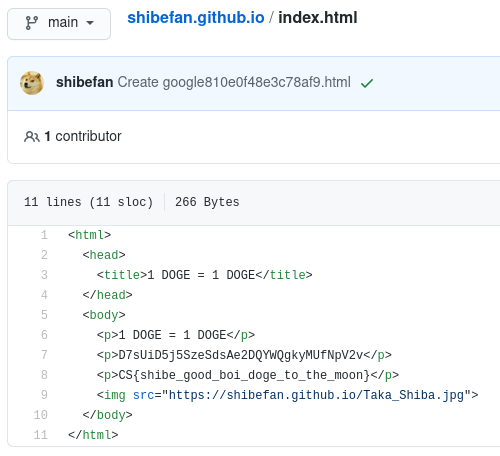 main
shibefan.github.io / index.html
shibefan Create google810e0f48e3c78af9.html
1 contributor
11 lines (11 sloc) 266 Bytes
1 <html>
2 <head>
3 <title>1 DOGE = 1 DOGE</title>
4 </head>
5 <body>
6 <p>1 DOGE = 1 DOGE</p>
7 <p>D7sUiD5j5SzeSdsAe2DQYWQgkyMUfNpV2v</p>
8 <p>CS{shibe_good_boi_doge_to_the_moon}</p>
9 <img src="https://shibefan.github.io/Taka_Shiba.jpg">
10 </body>
11 </html>